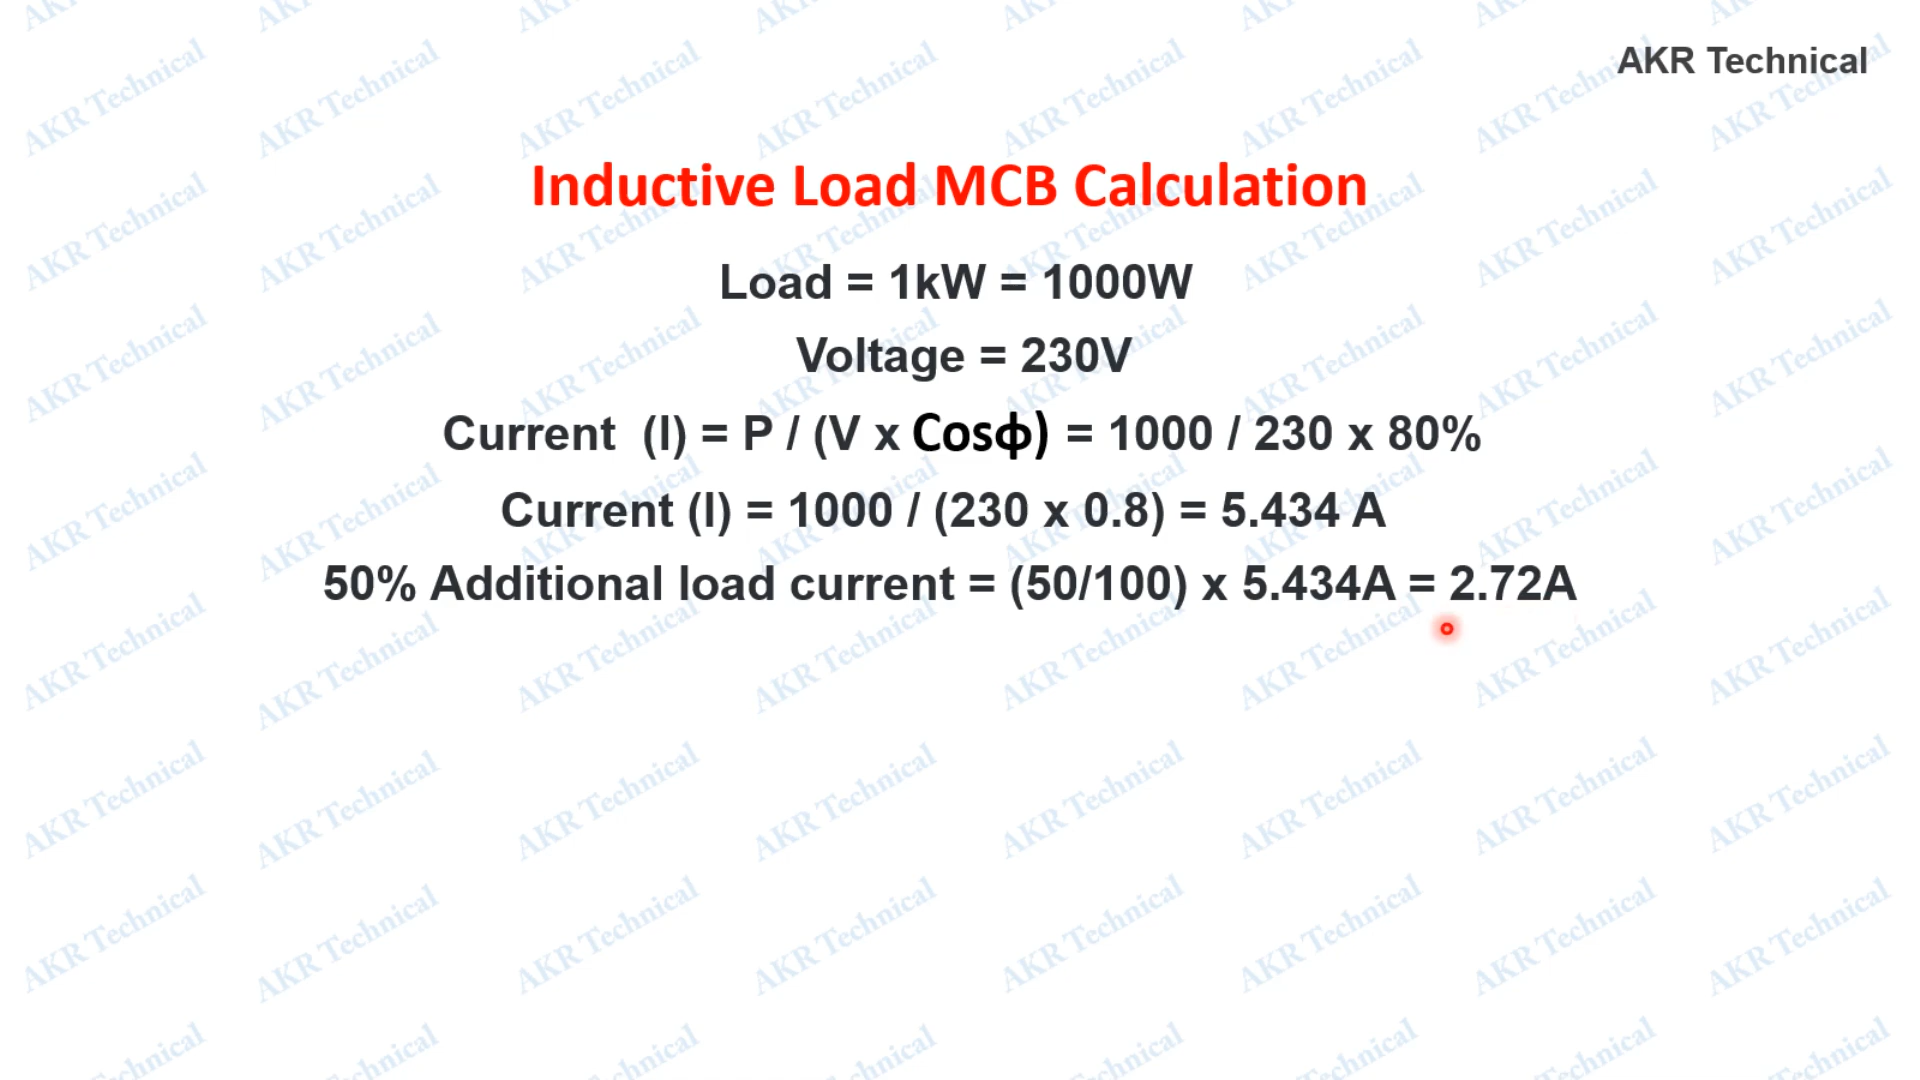 AKR Technical
Inductive Load MCB Calculation
Load = 1kW = 1000W
Voltage = 230V
Current (I) = P / (V x Cosϕ) = 1000 / 230 x 80%
Current (I) = 1000 / (230 x 0.8) = 5.434 A
50% Additional load current = (50/100) x 5.434A = 2.72A